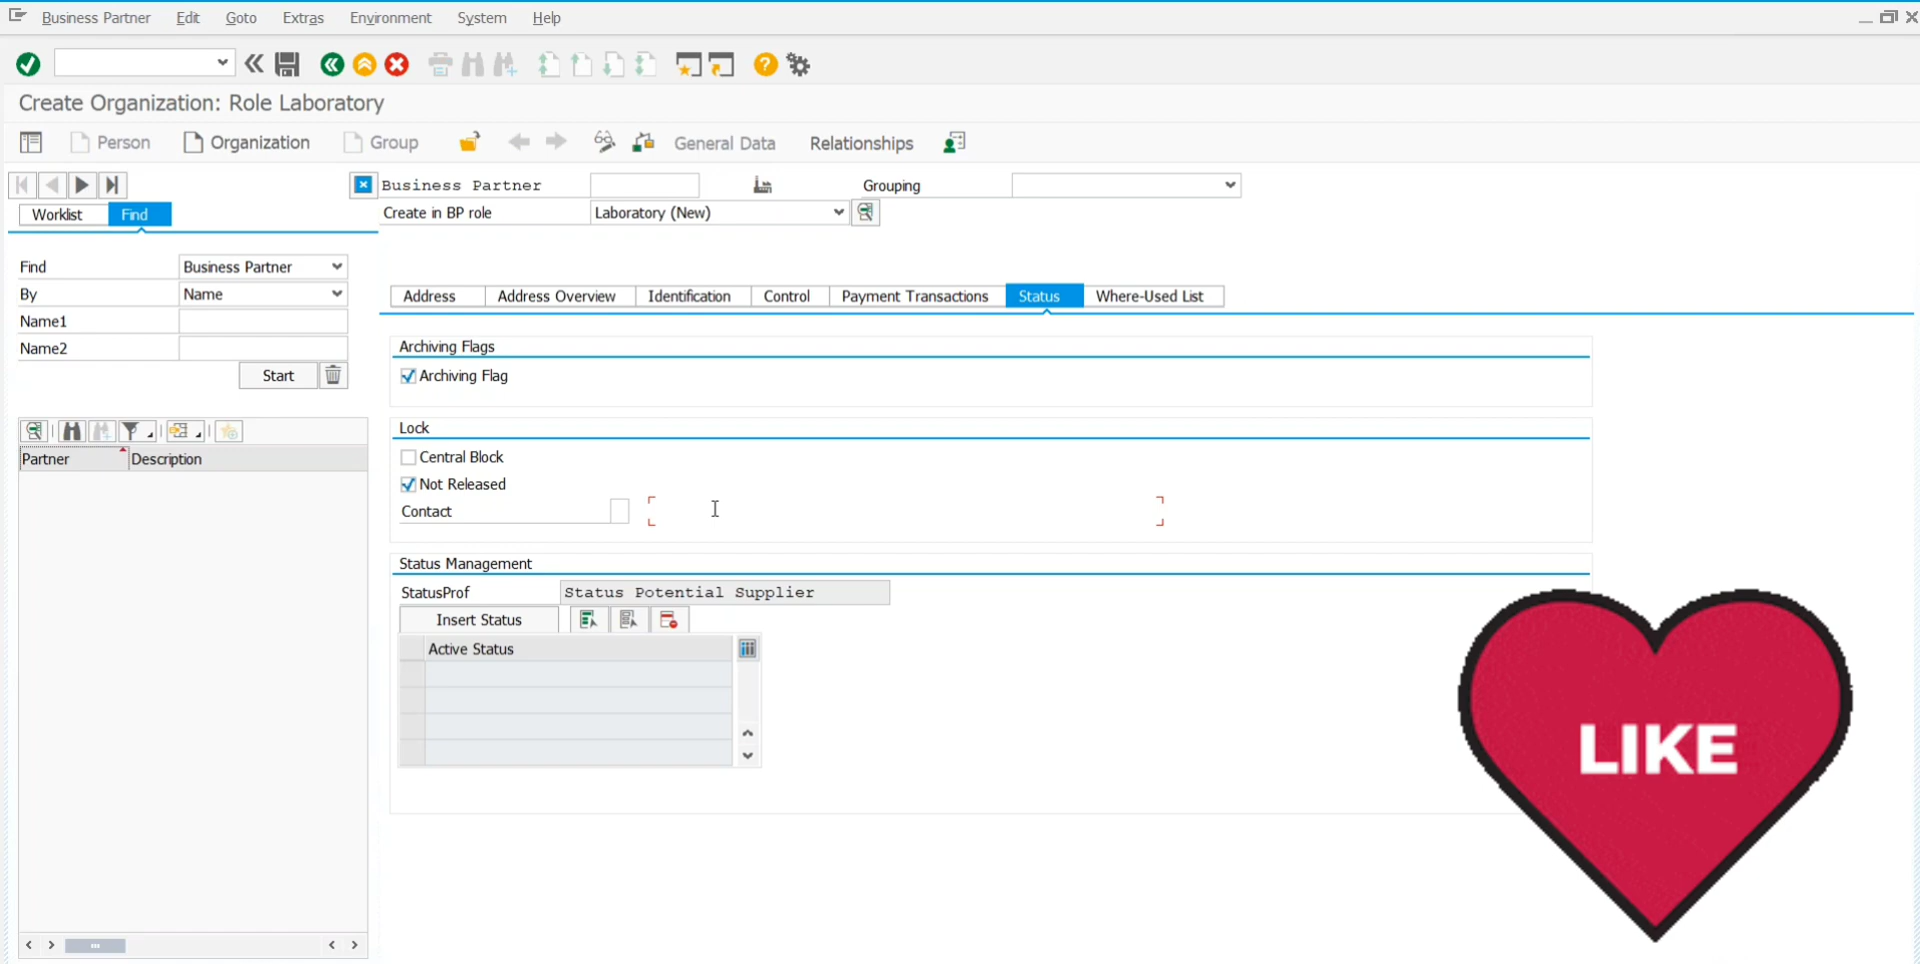 Business Partner Edit Goto Extras Environment System Help
Create Organization: Role Laboratory
Person Organization Group General Data Relationships
Business Partner Grouping
Worklist Find
Create in BP role Laboratory (New)
Find Business Partner
By Name
Name1
Name2
Start
Partner Description
Address Address Overview Identification Control Payment Transactions Status Where-Used List
Archiving Flags
Archiving Flag
Lock
Central Block
Not Released
Contact
Status Management
StatusProf Status Potential Supplier
Insert Status
Active Status
LIKE